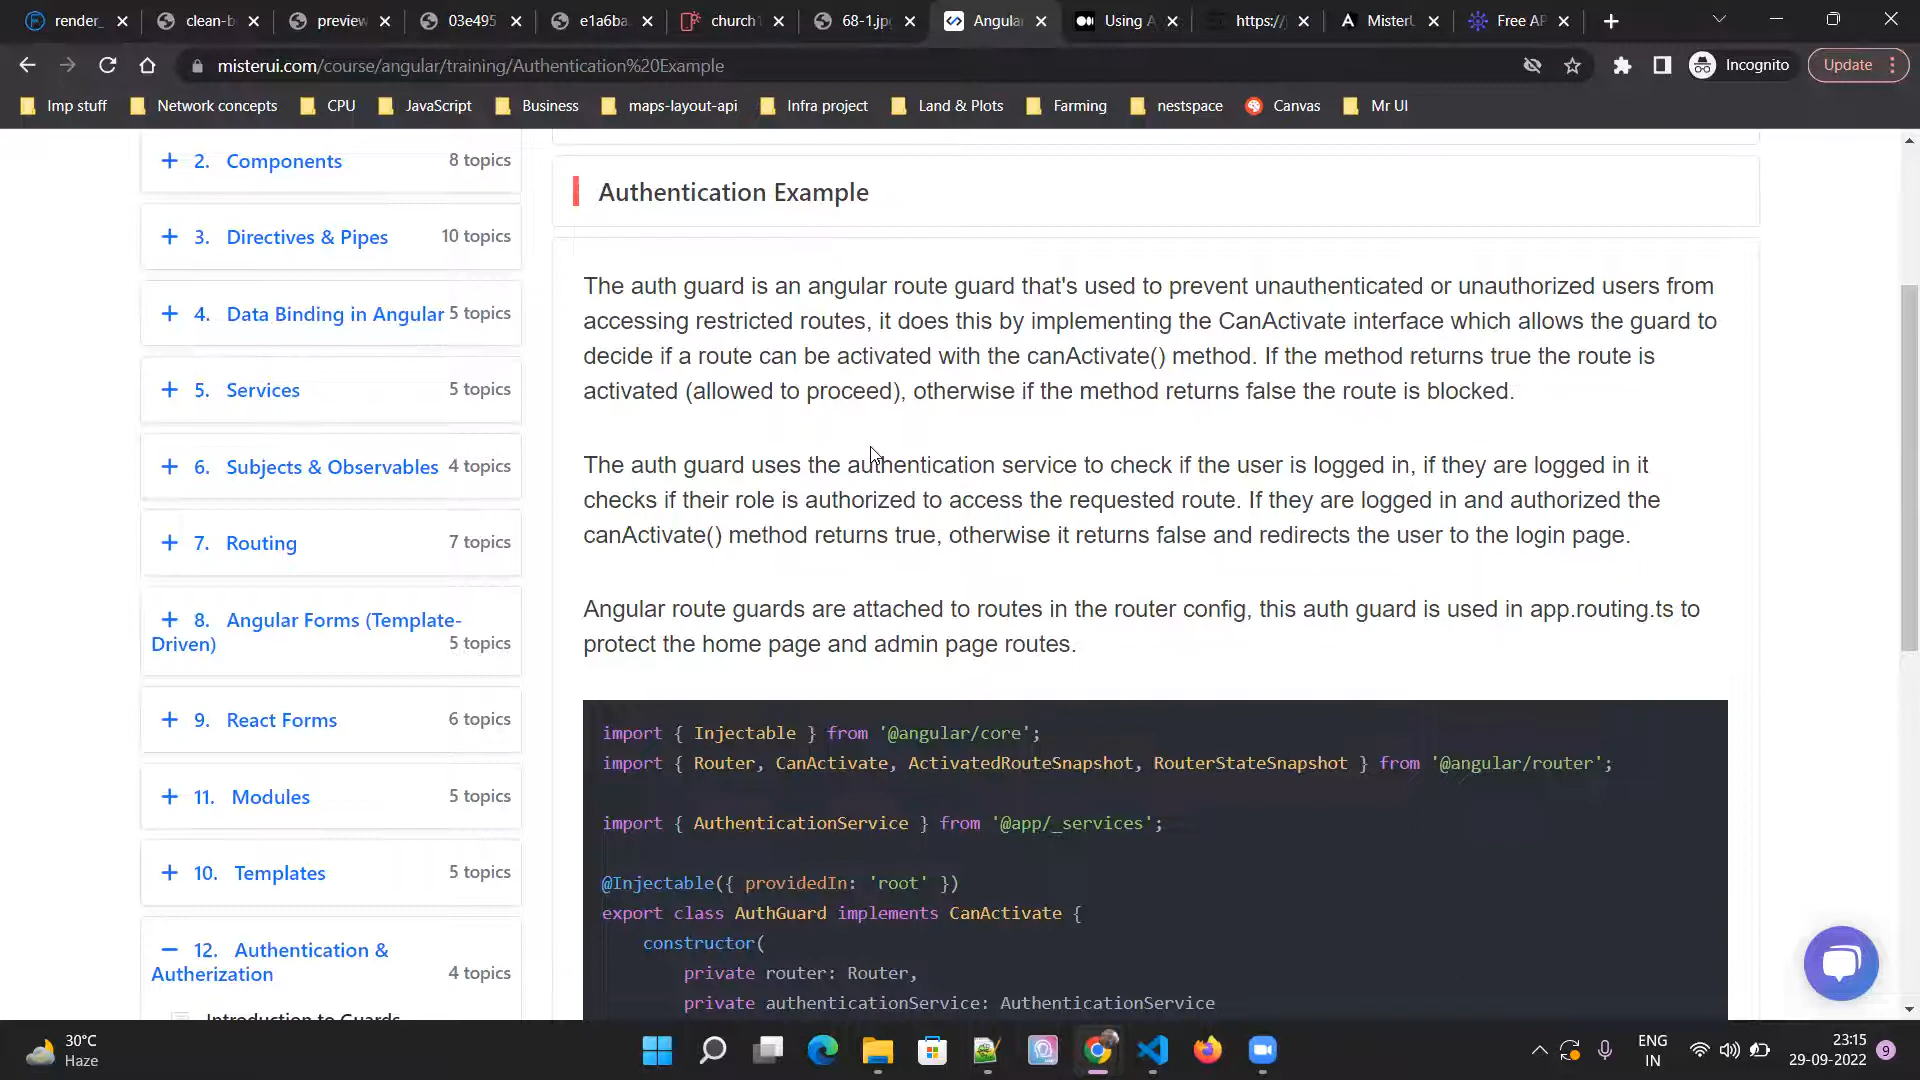 render_
clean-b
preview
03e495
e1a6ba
church
68-1.jp
Angular
Using A
https://
MisterU
Free AP
misterui.com/course/angular/training/Authentication%20Example
Incognito
Update
Imp stuff
Network concepts
CPU
JavaScript
Business
maps-layout-api
Infra project
Land & Plots
Farming
nestspace
Canvas
Mr UI
+ 2. Components 8 topics
+ 3. Directives & Pipes 10 topics
+ 4. Data Binding in Angular 5 topics
+ 5. Services 5 topics
+ 6. Subjects & Observables 4 topics
+ 7. Routing 7 topics
+ 8. Angular Forms (Template-
Driven) 5 topics
+ 9. React Forms 6 topics
+ 11. Modules 5 topics
+ 10. Templates 5 topics
− 12. Authentication &
Autherization 4 topics
Introduction to Guards
Authentication Example
The auth guard is an angular route guard that's used to prevent unauthenticated or unauthorized users from
accessing restricted routes, it does this by implementing the CanActivate interface which allows the guard to
decide if a route can be activated with the canActivate() method. If the method returns true the route is
activated (allowed to proceed), otherwise if the method returns false the route is blocked.
The auth guard uses the authentication service to check if the user is logged in, if they are logged in it
checks if their role is authorized to access the requested route. If they are logged in and authorized the
canActivate() method returns true, otherwise it returns false and redirects the user to the login page.
Angular route guards are attached to routes in the router config, this auth guard is used in app.routing.ts to
protect the home page and admin page routes.
import { Injectable } from '@angular/core';
import { Router, CanActivate, ActivatedRouteSnapshot, RouterStateSnapshot } from '@angular/router';
import { AuthenticationService } from '@app/_services';
@Injectable({ providedIn: 'root' })
export class AuthGuard implements CanActivate {
constructor(
private router: Router,
private authenticationService: AuthenticationService
30°C
Haze
ENG
IN
23:15
29-09-2022
9